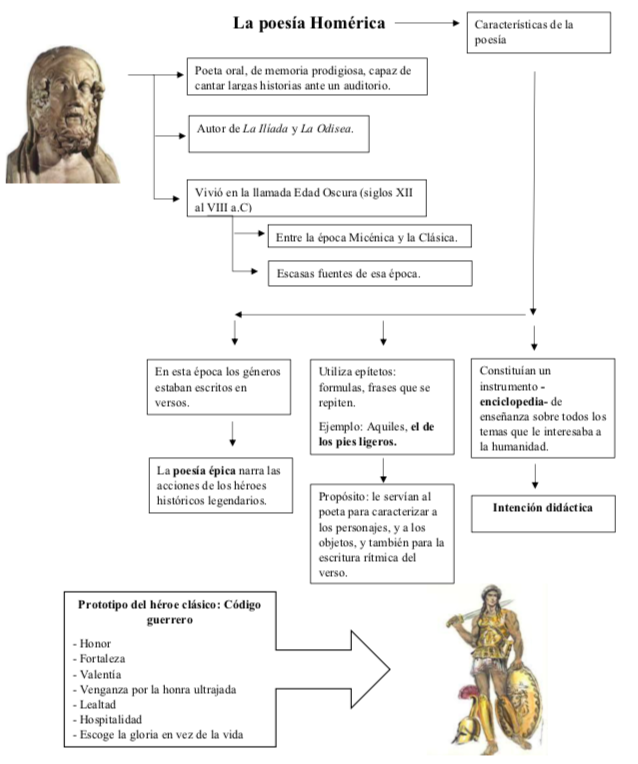 La poesía Homérica
Características de la
poesía
Poeta oral, de memoria prodigiosa, capaz de
cantar largas historias ante un auditorio.
Autor de La Ilíada y La Odisea.
Vivió en la llamada Edad Oscura (siglos XII
al VIII a.C)
Entre la época Micénica y la Clásica.
Escasas fuentes de esa época.
En esta época los géneros
estaban escritos en
versos.
La poesía épica narra las
acciones de los héroes
históricos legendarios.
Utiliza epítetos:
formulas, frases que se
repiten.
Ejemplo: Aquiles, el de
los pies ligeros.
Propósito: le servían al
poeta para caracterizar a
los personajes, y a los
objetos, y también para la
escritura rítmica del
verso.
Constituían un
instrumento -
enciclopedia- de
enseñanza sobre todos los
temas que le interesaba a
la humanidad.
Intención didáctica
Prototipo del héroe clásico: Código
guerrero
- Honor
- Fortaleza
- Valentía
- Venganza por la honra ultrajada
- Lealtad
- Hospitalidad
- Escoge la gloria en vez de la vida